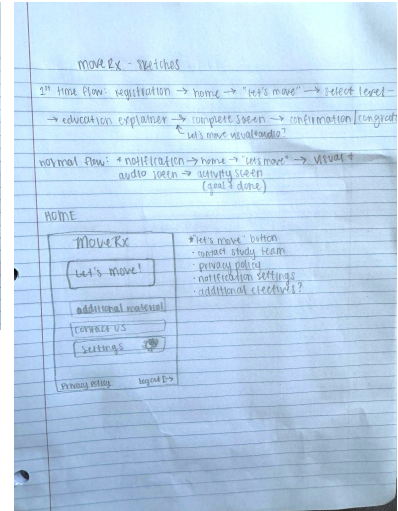 MoveRx - sketches
1st time flow: registration → home → "let's move" → select level -
→ education explainer → complete screen → confirmation/congrat
↑ Let's move visual+audio?
normal flow: * notification → home → "lets move" → visual +
audio screen → activity screen
(goal + done)
HOME
MoveRx
Let's move!
additional material
contact us
settings
Privacy Policy Logout
* "let's move" button
· contact study team
· privacy policy
· notification settings
· additional electives?